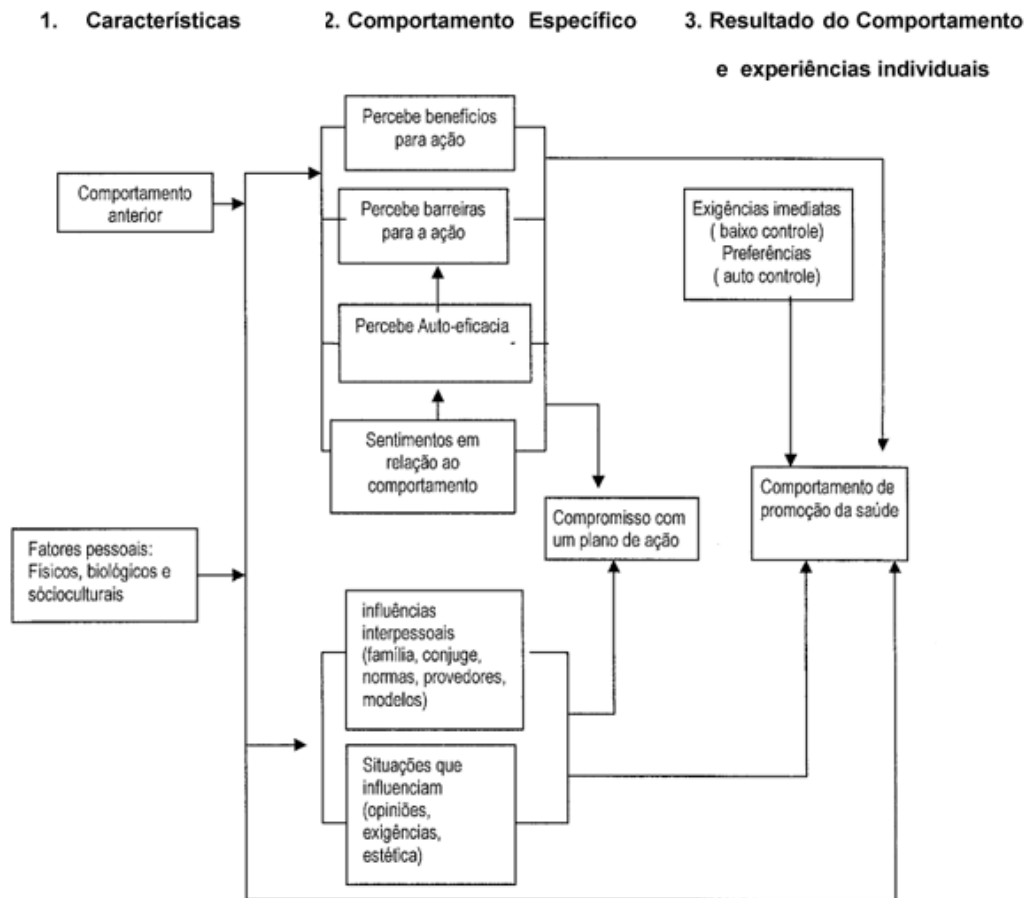 1. Características
2. Comportamento Específico
3. Resultado do Comportamento
e experiências individuais
Comportamento
anterior
Fatores pessoais:
Físicos, biológicos e
sócioculturais
Percebe benefícios
para ação
Percebe barreiras
para a ação
Percebe Auto-eficacia
Sentimentos em
relação ao
comportamento
Compromisso com
um plano de ação
influências
interpessoais
(família, conjuge,
normas, provedores,
modelos)
Situações que
influenciam
(opiniões,
exigências,
estética)
Exigências imediatas
( baixo controle)
Preferências
( auto controle)
Comportamento de
promoção da saúde